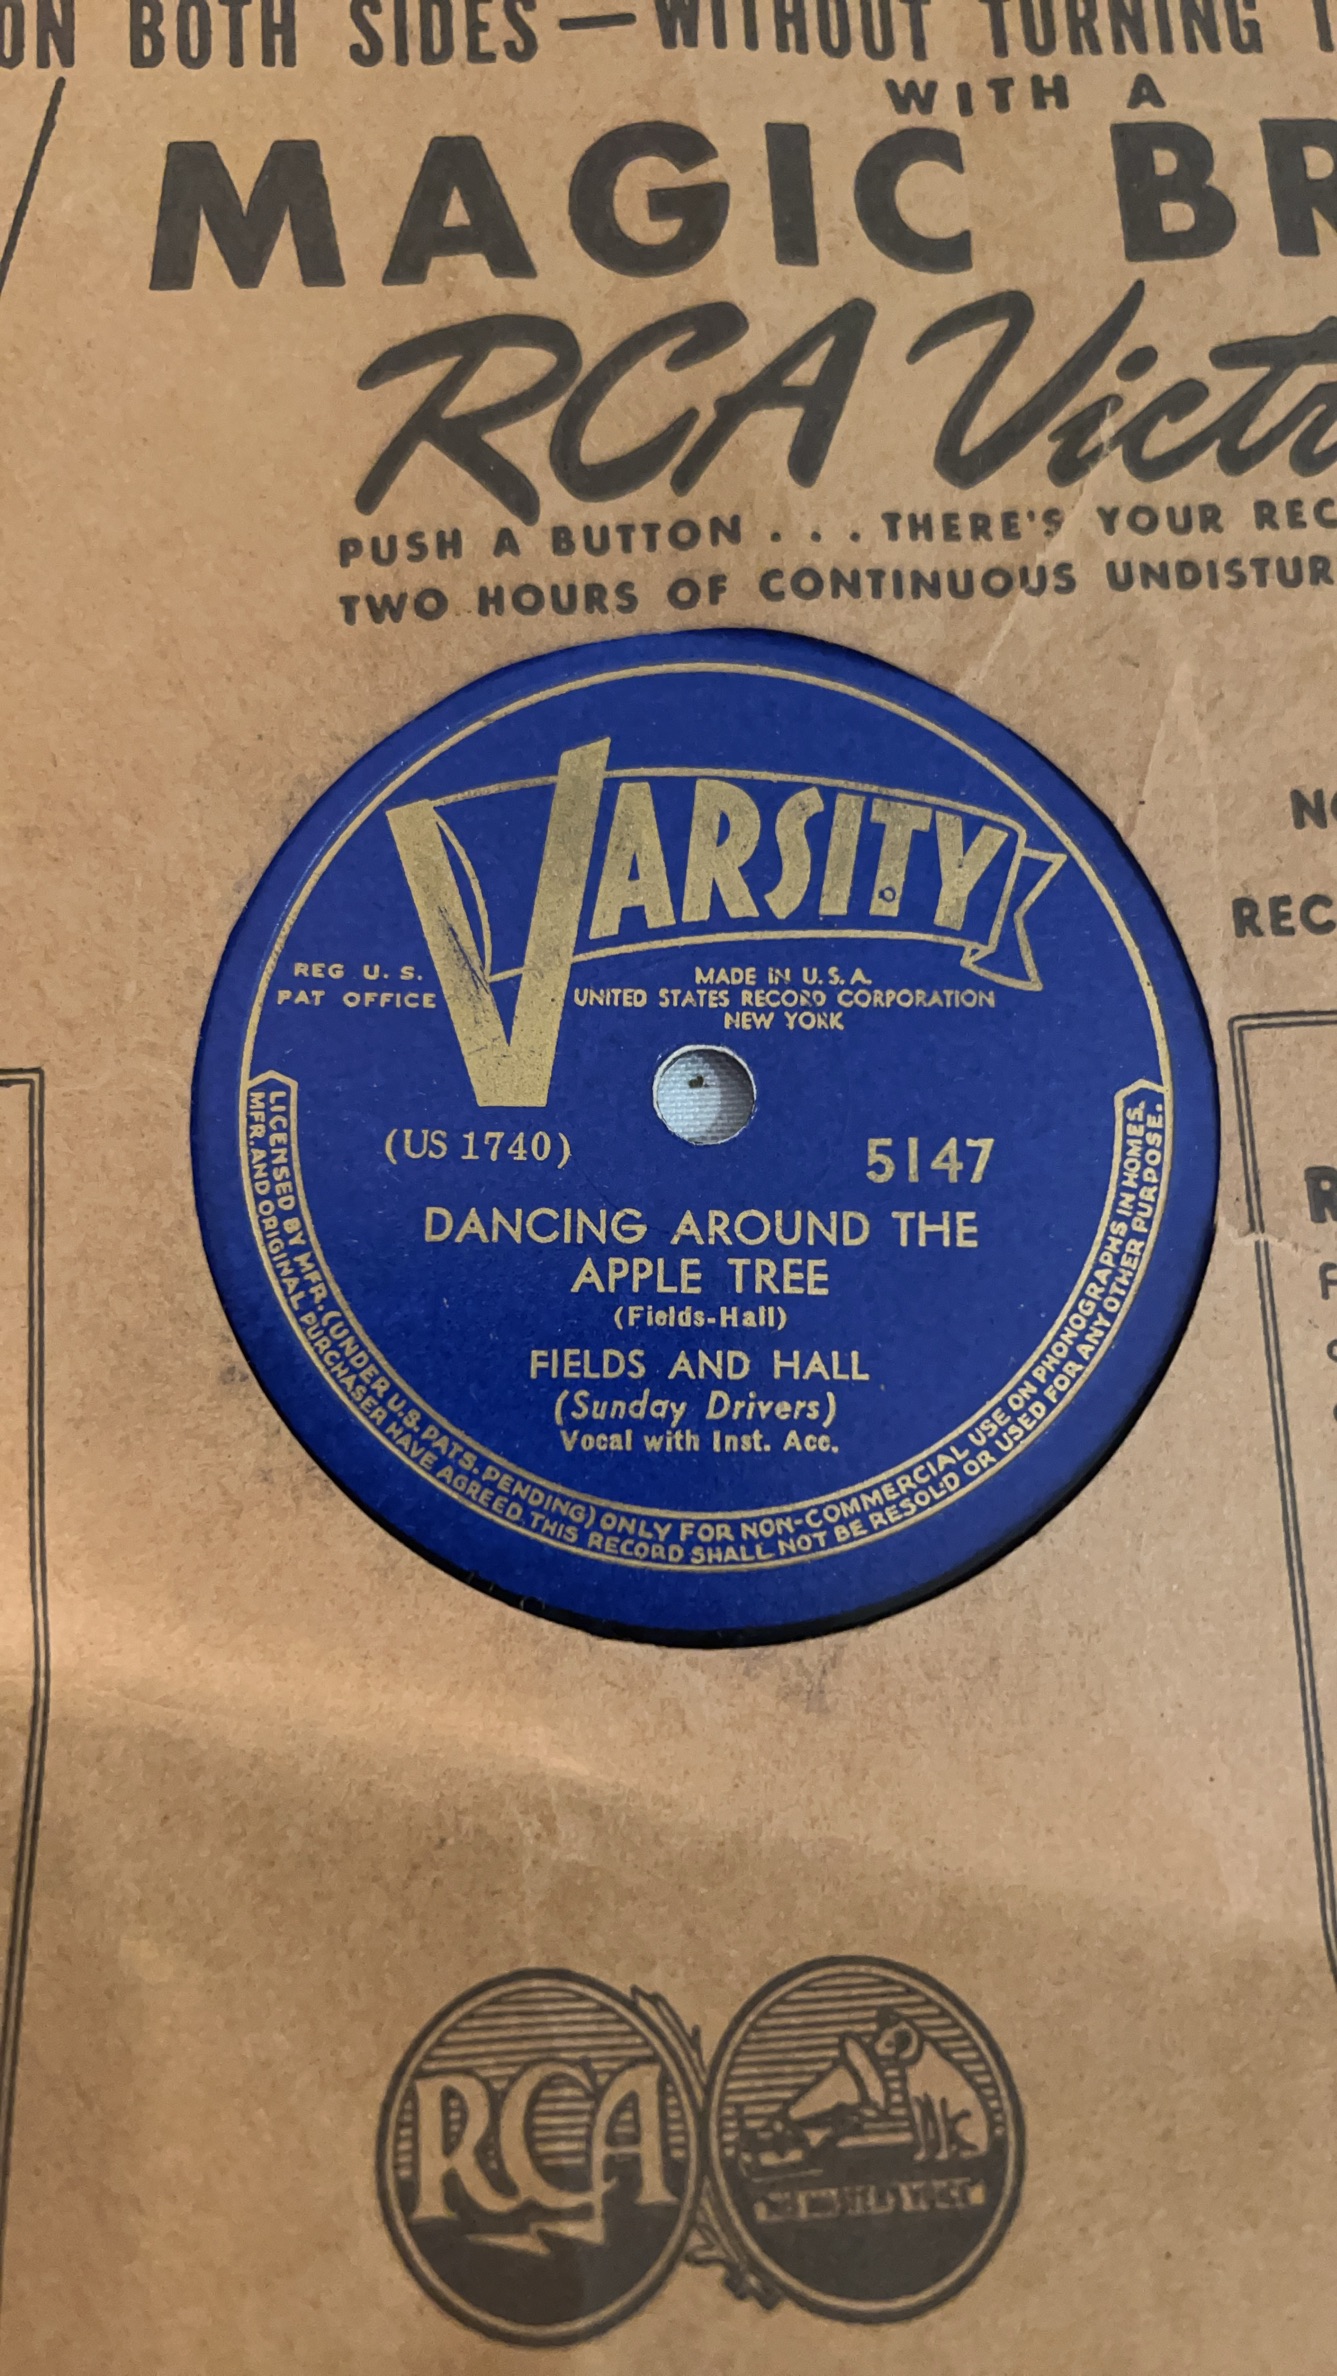 ON BOTH SIDES—WITHOUT TURNING
WITH A
MAGIC BR
RCA Victo
PUSH A BUTTON . . . THERE'S YOUR REC
TWO HOURS OF CONTINUOUS UNDISTUR
REC
VARSITY
REG U. S.
PAT OFFICE
MADE IN U. S. A.
UNITED STATES RECORD CORPORATION
NEW YORK
(US 1740)
5147
DANCING AROUND THE
APPLE TREE
(Fields-Hall)
FIELDS AND HALL
(Sunday Drivers)
Vocal with Inst. Acc.
LICENSED BY MFR. (UNDER U.S. PATS. PENDING) ONLY FOR NON-COMMERCIAL USE ON PHONOGRAPHS IN HOMES.
MFR. AND ORIGINAL PURCHASER HAVE AGREED THIS RECORD SHALL NOT BE RESOLD OR USED FOR ANY OTHER PURPOSE.
RCA
"HIS MASTER'S VOICE"